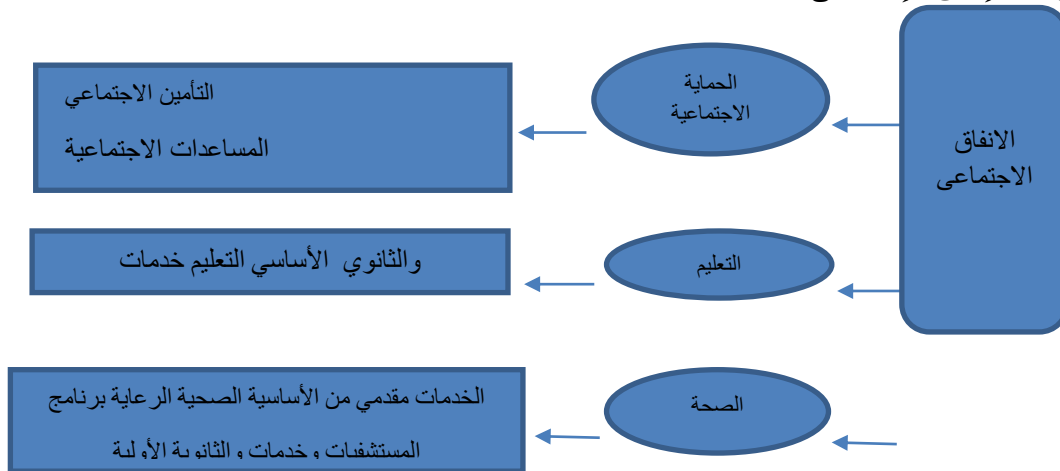 الانفاق
الاجتماعى
الحماية
الاجتماعية
التأمين الاجتماعي
المساعدات الاجتماعية
التعليم
والثانوي الأساسي التعليم خدمات
الصحة
الخدمات مقدمي من الأساسية الصحية الرعاية برنامج
المستشفيات وخدمات والثانوية الأولية